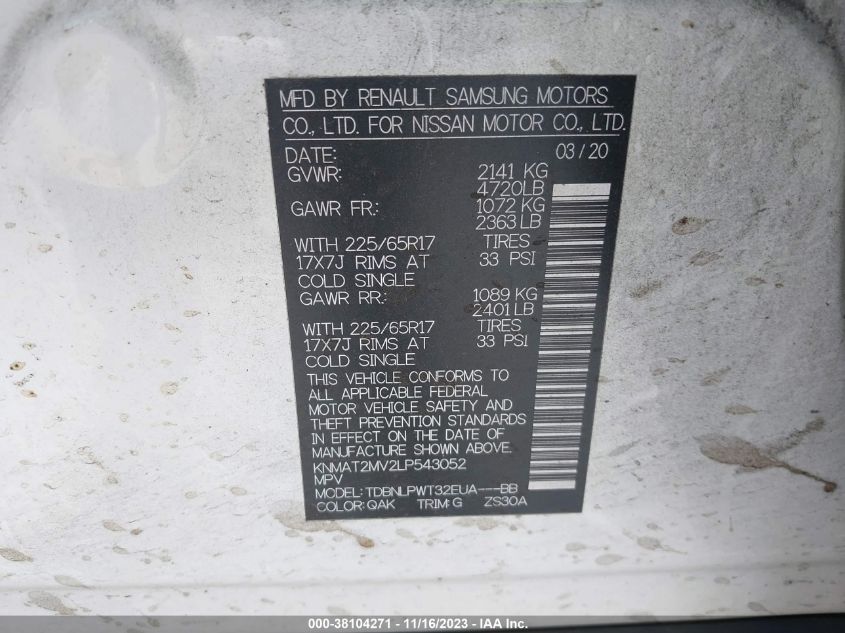 MFD BY RENAULT SAMSUNG MOTORS
CO., LTD. FOR NISSAN MOTOR CO., LTD.
DATE: 03/20
GVWR: 2141 KG
4720LB
GAWR FR.: 1072 KG
2363 LB
WITH 225/65R17 TIRES
17X7J RIMS AT 33 PSI
COLD SINGLE
GAWR RR.: 1089 KG
2401 LB
WITH 225/65R17 TIRES
17X7J RIMS AT 33 PSI
COLD SINGLE
THIS VEHICLE CONFORMS TO
ALL APPLICABLE FEDERAL
MOTOR VEHICLE SAFETY AND
THEFT PREVENTION STANDARDS
IN EFFECT ON THE DATE OF
MANUFACTURE SHOWN ABOVE.
KNMAT2MV2LP543052
MPV
MODEL: TDBNLPWT32EUA---BB
COLOR: QAK TRIM: G ZS30A
000-38104271 - 11/16/2023 - IAA Inc.